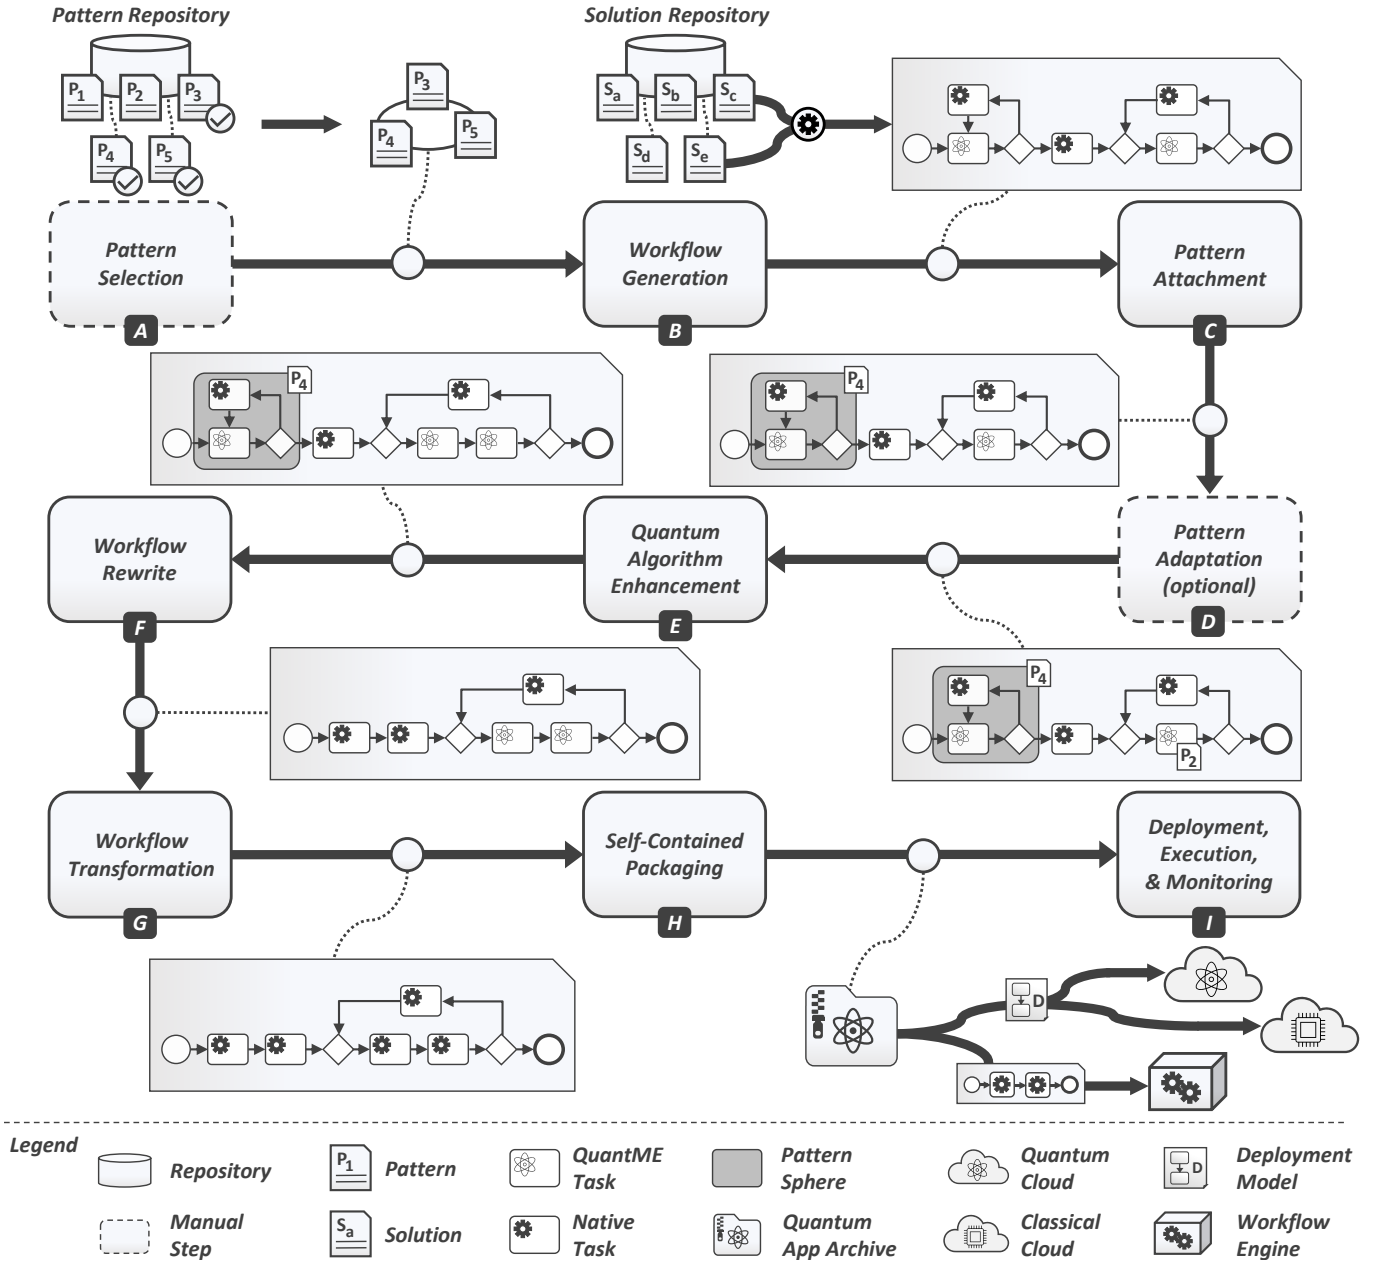 Pattern Repository
Solution Repository
P1
P2
P3
P4
P5
P3
P4
P5
Sa
Sb
Sc
Sd
Se
Pattern
Selection
A
Workflow
Generation
B
Pattern
Attachment
C
P4
P4
Workflow
Rewrite
F
Quantum
Algorithm
Enhancement
E
Pattern
Adaptation
(optional)
D
P4
P2
Workflow
Transformation
G
Self-Contained
Packaging
H
Deployment,
Execution,
& Monitoring
I
D
Legend
Repository
P1
Pattern
QuantME
Task
Pattern
Sphere
Quantum
Cloud
D
Deployment
Model
Manual
Step
Sa
Solution
Native
Task
Quantum
App Archive
Classical
Cloud
Workflow
Engine